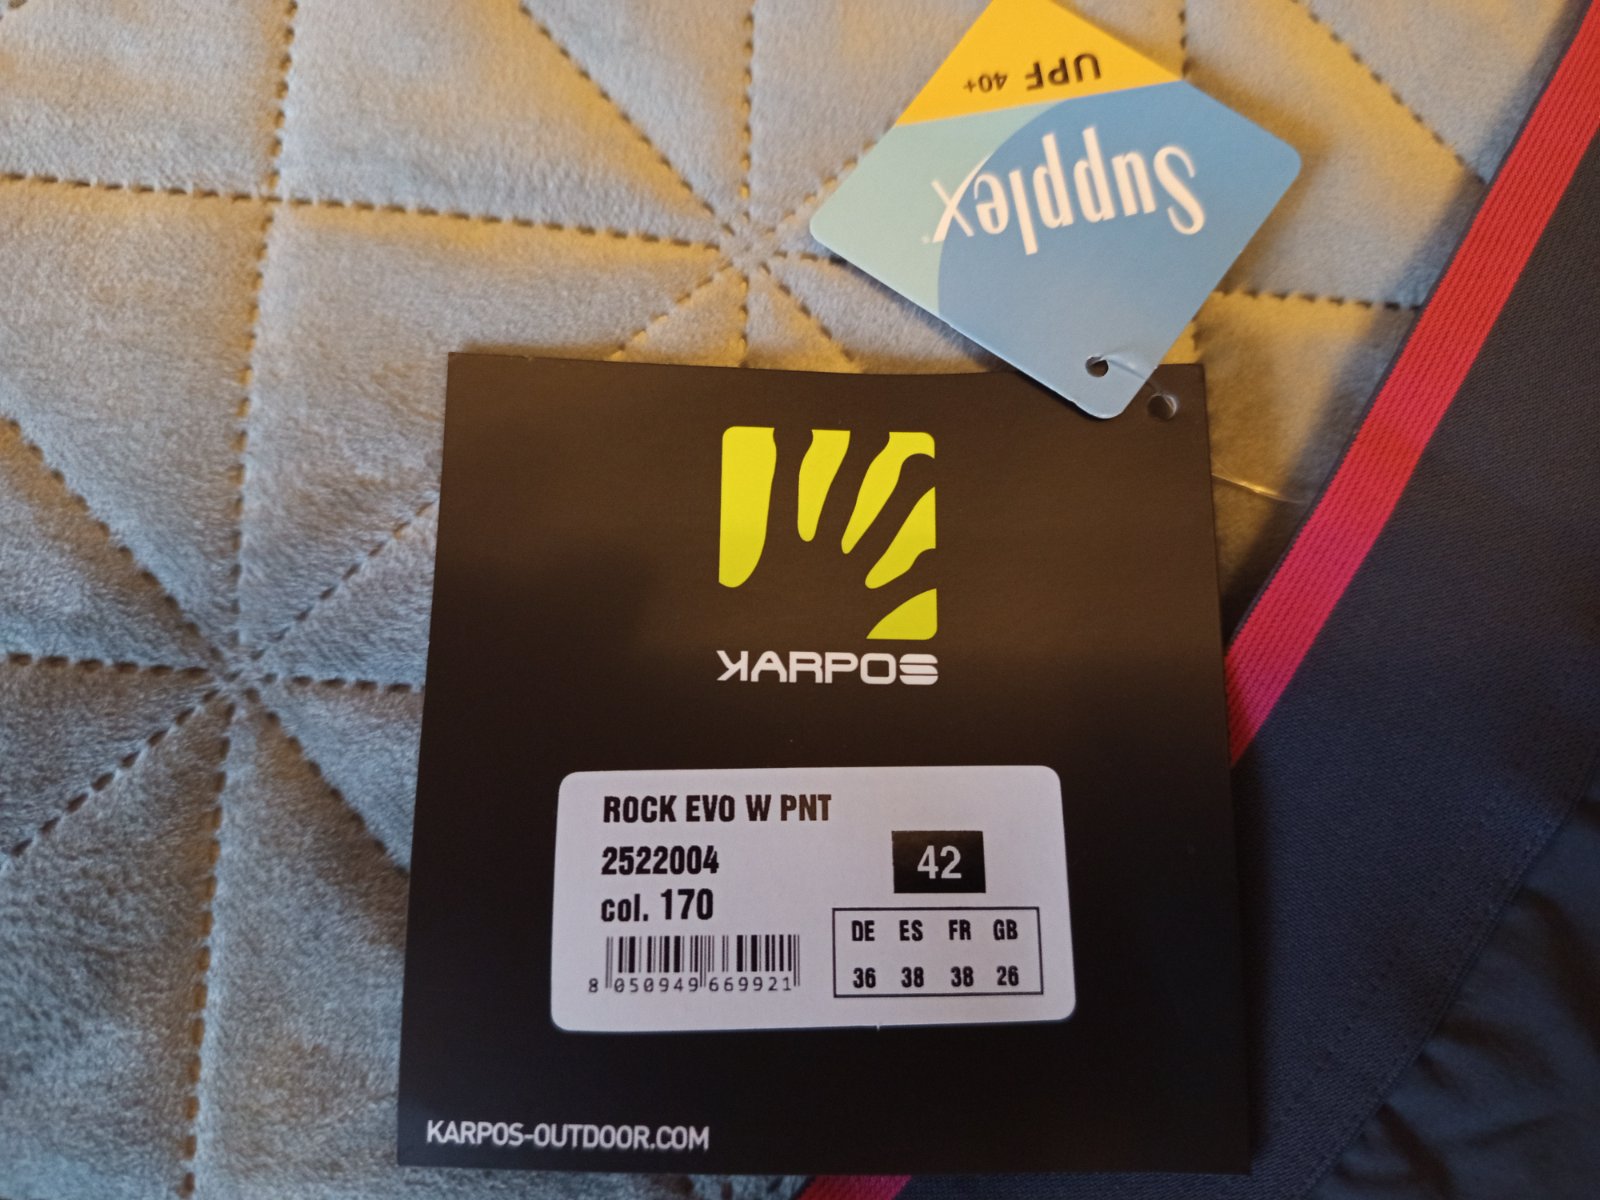 UPF 40+
Supplex®
KARPOS
ROCK EVO W PNT
2522004
42
col. 170
DE ES FR GB
36 38 38 26
8 050949 669921
KARPOS-OUTDOOR.COM